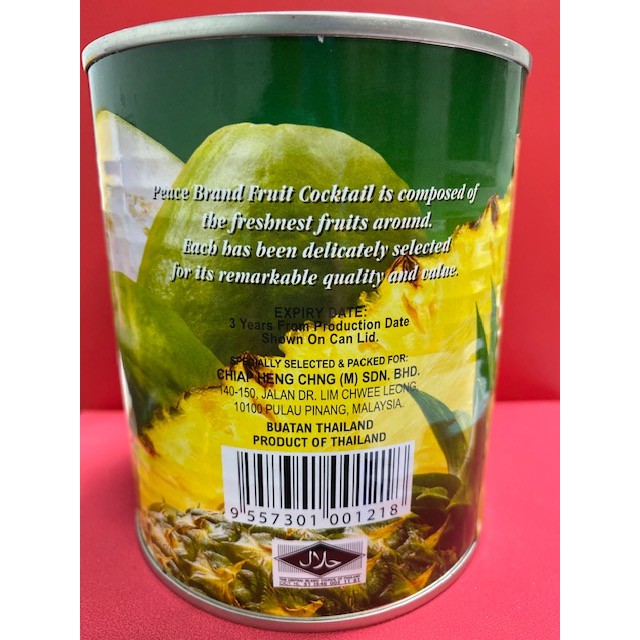 Peace Brand Fruit Cocktail is composed of
the freshnest fruits around.
Each has been delicately selected
for its remarkable quality and value.
EXPIRY DATE:
3 Years From Production Date
Shown On Can Lid.
SPECIALLY SELECTED & PACKED FOR:
CHIAP HENG CHNG (M) SDN. BHD.
140-150, JALAN DR. LIM CHWEE LEONG
10100 PULAU PINANG, MALAYSIA.
BUATAN THAILAND
PRODUCT OF THAILAND
9 557301 001218
حلال